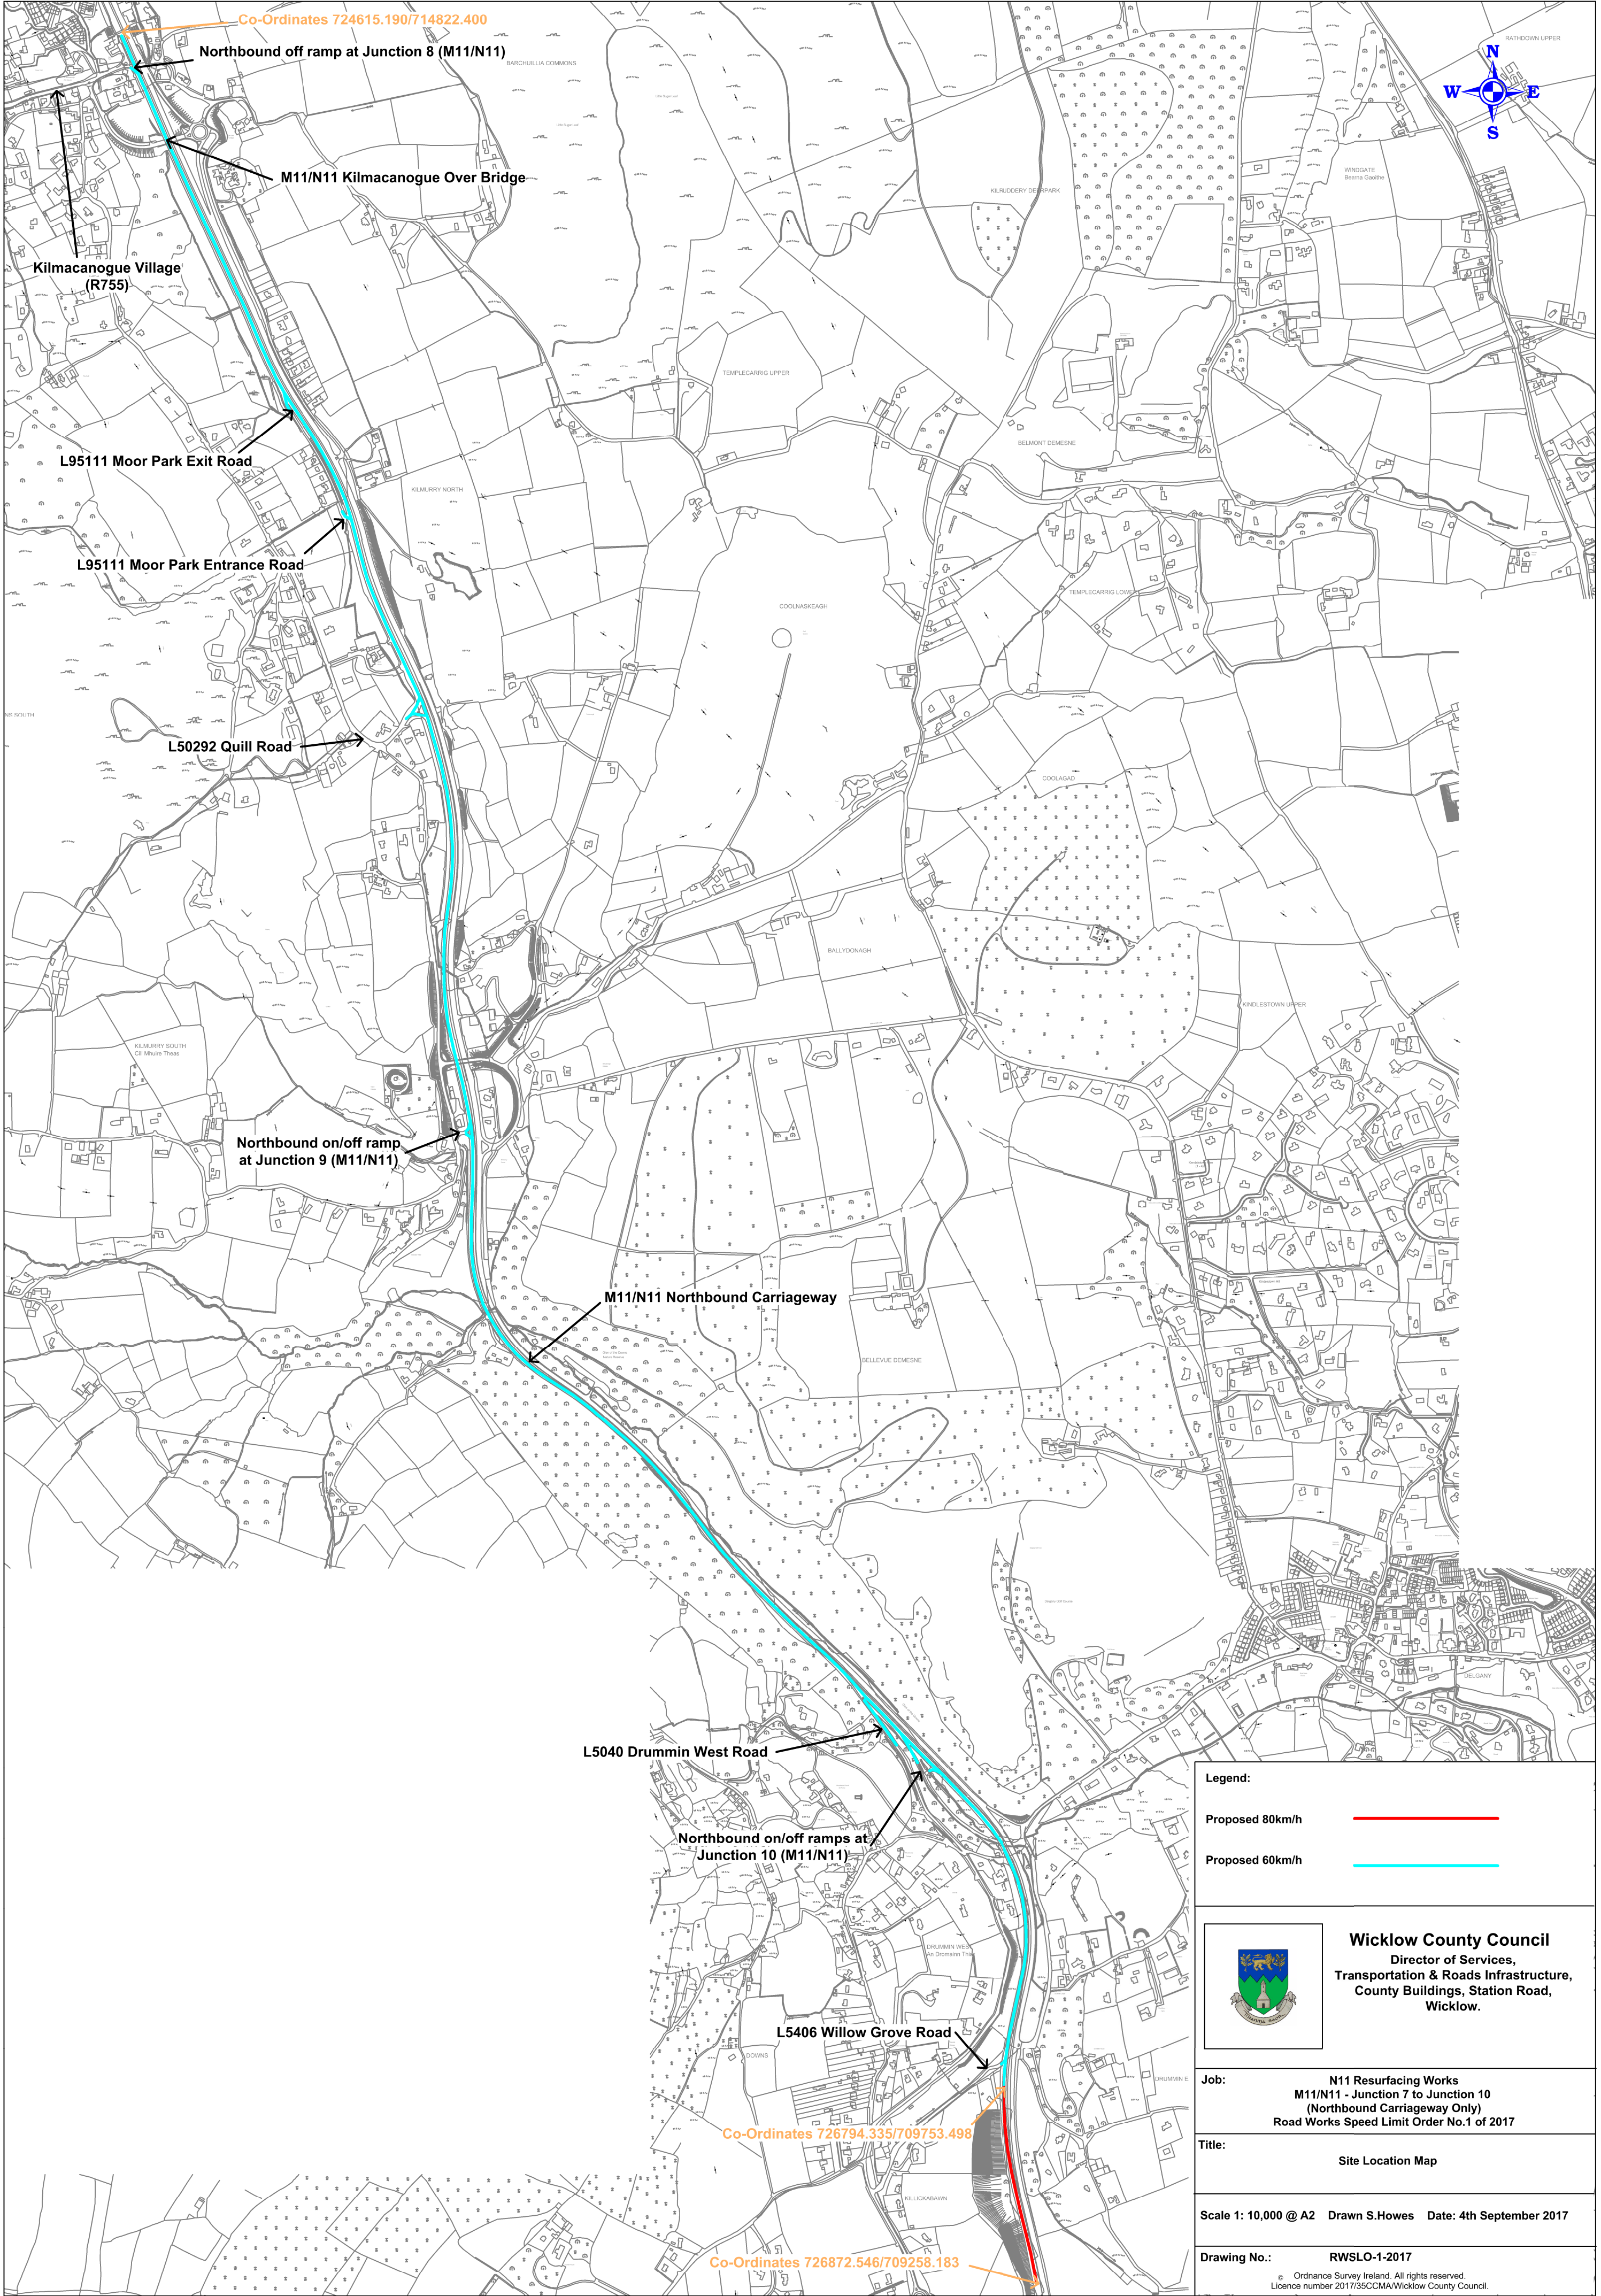 Co-Ordinates 724615.190/714822.400
Northbound off ramp at Junction 8 (M11/N11)
BARCHUILLIA COMMONS
RATHDOWN UPPER
N
W
E
S
M11/N11 Kilmacanogue Over Bridge
WINDGATE
Bearna Gaoithe
KILRUDDERY DEERPARK
Kilmacanogue Village
(R755)
TEMPLECARRIG UPPER
BELMONT DEMESNE
L95111 Moor Park Exit Road
KILMURRY NORTH
L95111 Moor Park Entrance Road
TEMPLECARRIG LOWE
COOLNASKEAGH
NS SOUTH
L50292 Quill Road
COOLAGAD
BALLYDONAGH
KINDLESTOWN UPPER
KILMURRY SOUTH
Cill Mhuire Theas
Northbound on/off ramp
at Junction 9 (M11/N11)
M11/N11 Northbound Carriageway
BELLEVUE DEMESNE
DELGANY
L5040 Drummin West Road
Northbound on/off ramps at
Junction 10 (M11/N11)
DRUMMIN WEST
An Dromainn Thiar
L5406 Willow Grove Road
DOWNS
DRUMMIN E
Co-Ordinates 726794.335/709753.498
KILLICKABAWN
Co-Ordinates 726872.546/709258.183
Legend:
Proposed 80km/h
Proposed 60km/h
Wicklow County Council
Director of Services,
Transportation & Roads Infrastructure,
County Buildings, Station Road,
Wicklow.
Job:
N11 Resurfacing Works
M11/N11 - Junction 7 to Junction 10
(Northbound Carriageway Only)
Road Works Speed Limit Order No.1 of 2017
Title:
Site Location Map
Scale 1: 10,000 @ A2 Drawn S.Howes Date: 4th September 2017
Drawing No.: RWSLO-1-2017
© Ordnance Survey Ireland. All rights reserved.
Licence number 2017/35CCMA/Wicklow County Council.